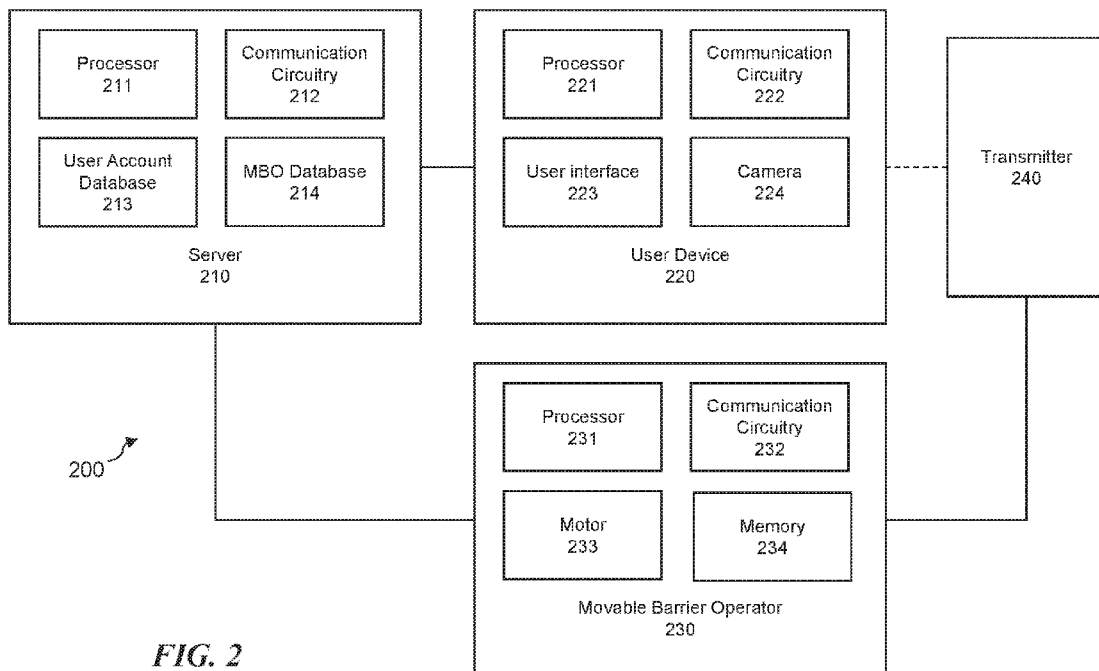 Processor
211
Communication
Circuitry
212
User Account
Database
213
MBO Database
214
Server
210
Processor
221
Communication
Circuitry
222
User interface
223
Camera
224
User Device
220
Transmitter
240
Processor
231
Communication
Circuitry
232
Motor
233
Memory
234
Movable Barrier Operator
230
200
FIG. 2